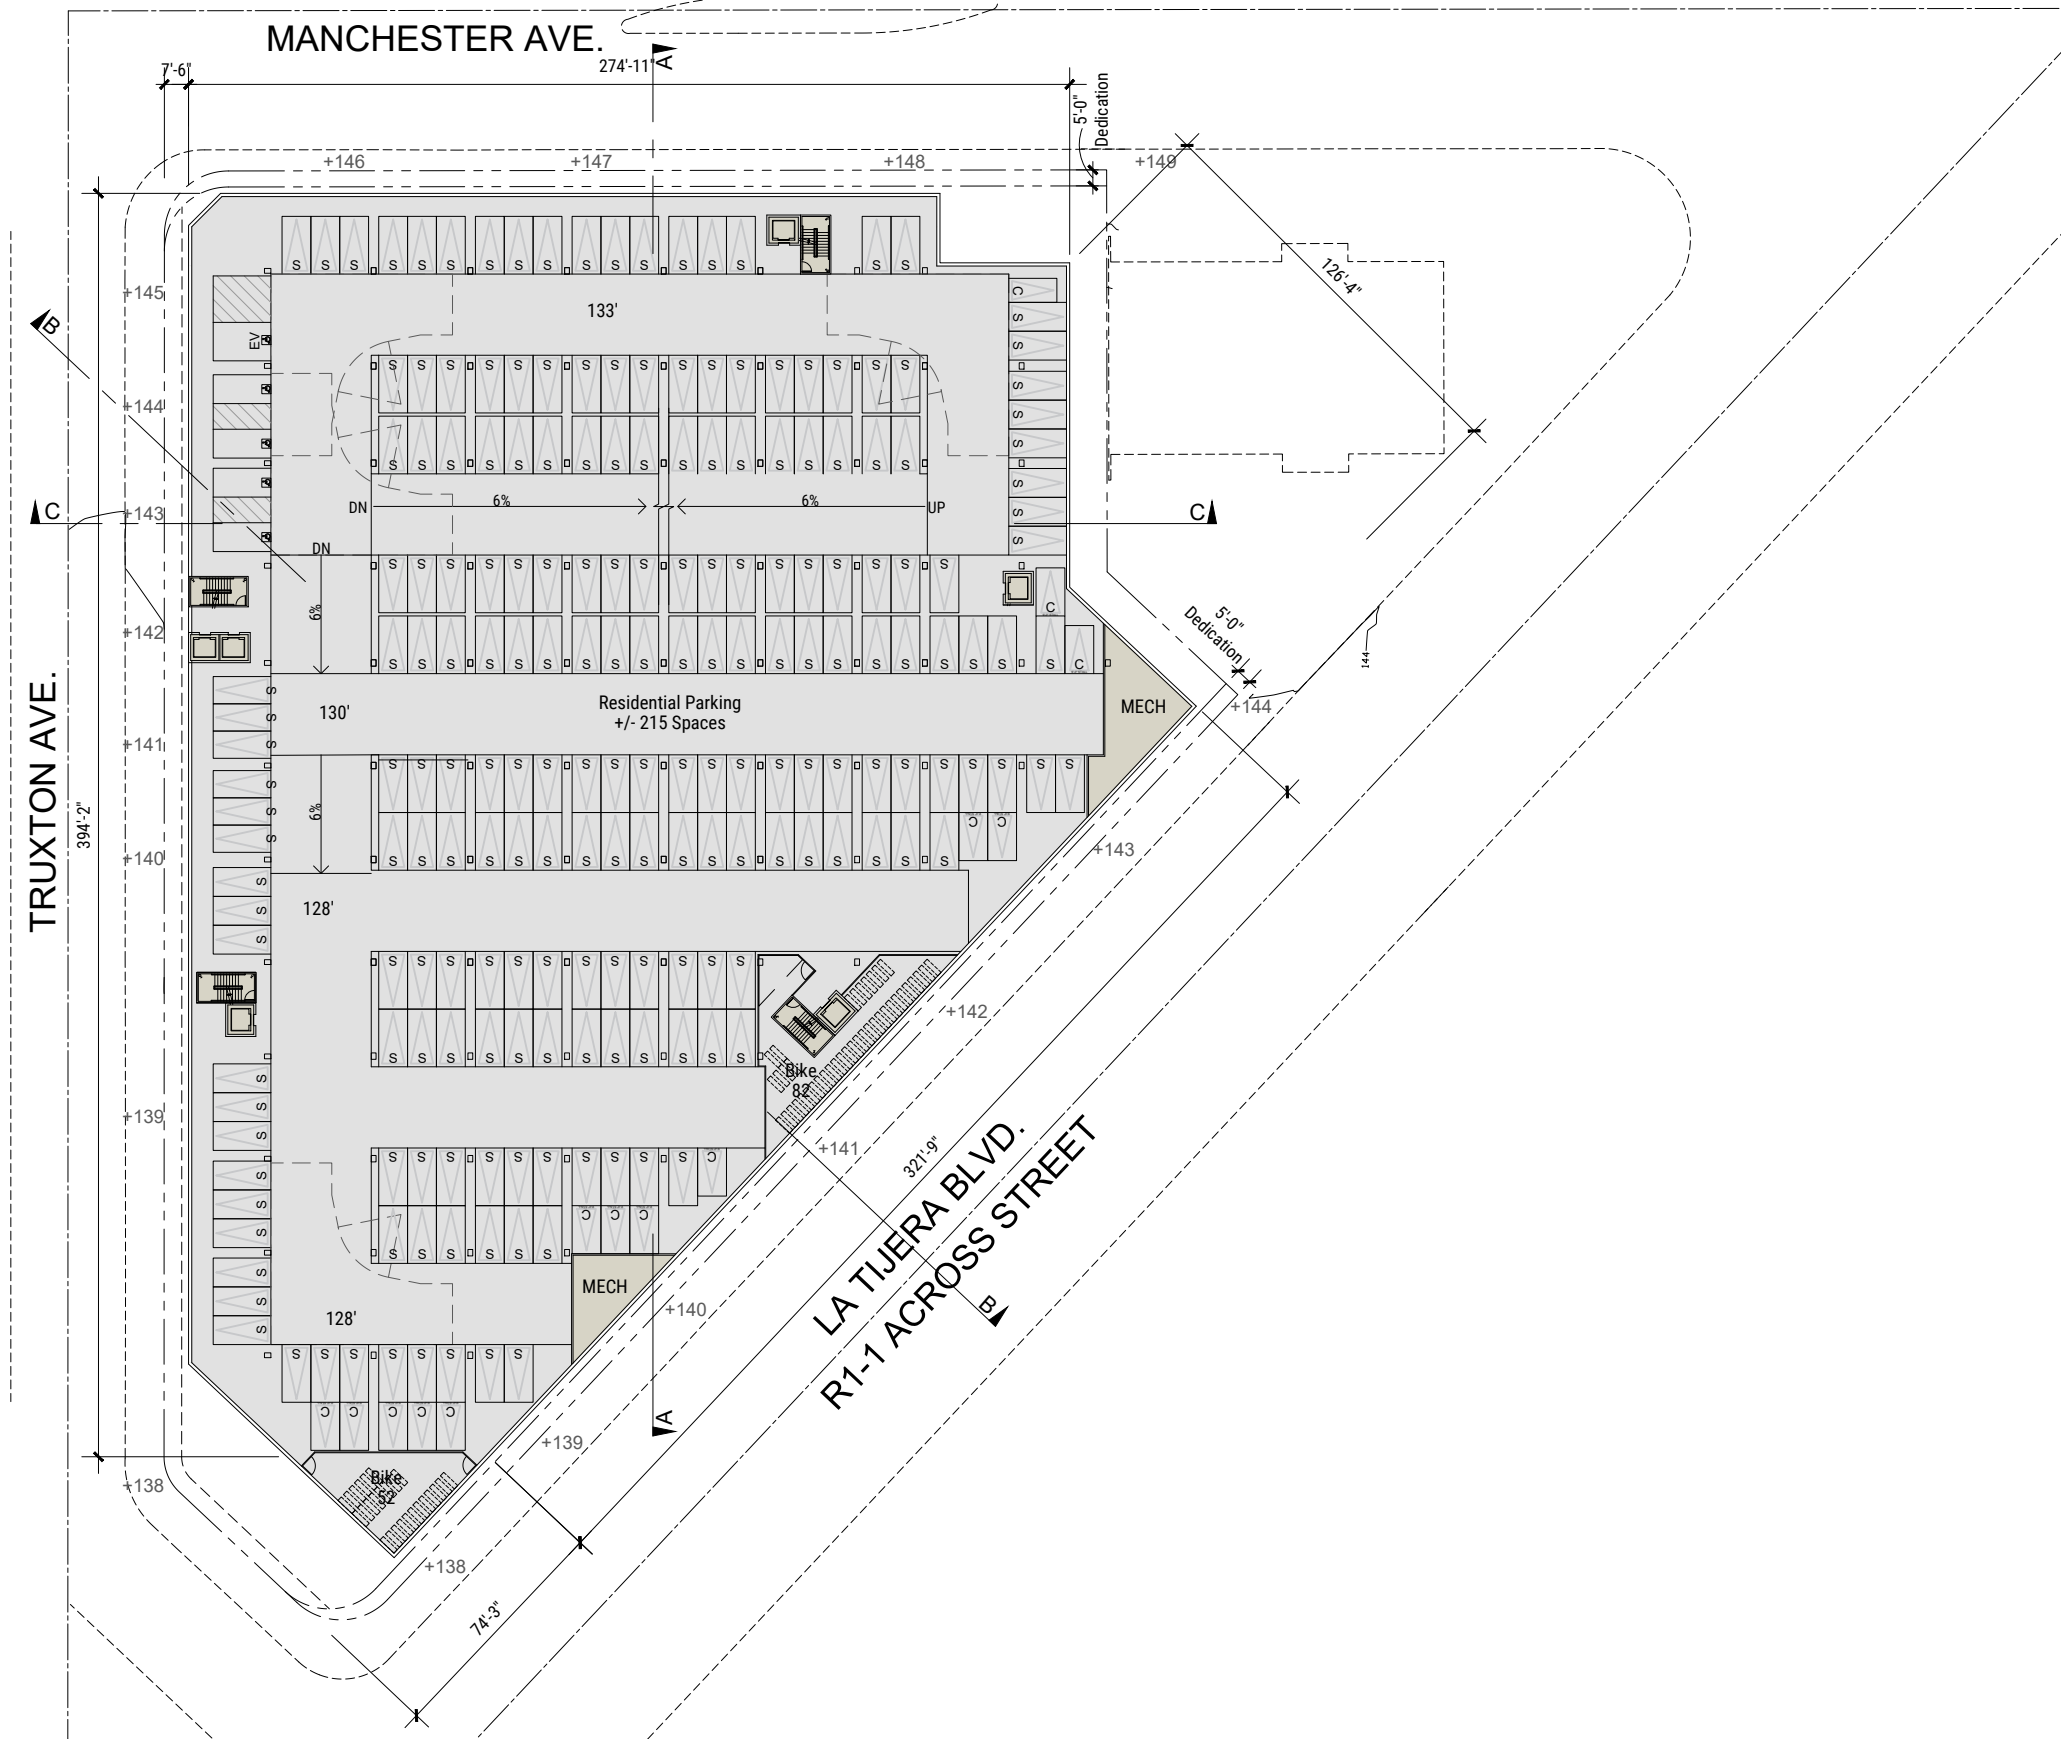 MANCHESTER AVE.
A
7'-6"
274'-11"
5'-0"
Dedication
+146
+147
+148
+149
S S S S S S S S S S S S S S S
+145
133'
C
S
S
126'-4"
B
EV
S S S S S S S S S S S S S S S S S
S
S
S
+144
S S S S S S S S S S S S S S S S S
S
S
S
DN
6%
6%
UP
C
+143
C
DN
S S S S S S S S S S S S S S S S S S
6%
C
5'-0"
Dedication
+142
S S S S S S S S S S S S S S S S S S S S S C
144
S
S
S
130'
Residential Parking
+/- 215 Spaces
MECH
+144
TRUXTON AVE.
+141
394'-2"
S S S S S S S S S S S S S S S S S S S S S S
S
S
S
6%
C C
+143
+140
S S S S S S S S S S S S S S S S S S
S
S
S
128'
S S S S S S S S S S S S S
+142
S S S S S S S S S S S S S
Bike
82
S
S
S
+139
+141
321'-9"
LA TIJERA BLVD.
R1-1 ACROSS STREET
S S S S S S S S S S C
S
S
S
C C C
S S S S S S
MECH
B
S
S
S
+140
128'
S S S S S S S S
C C C C C
A
+139
Bike
52
+138
+138
74'-3"